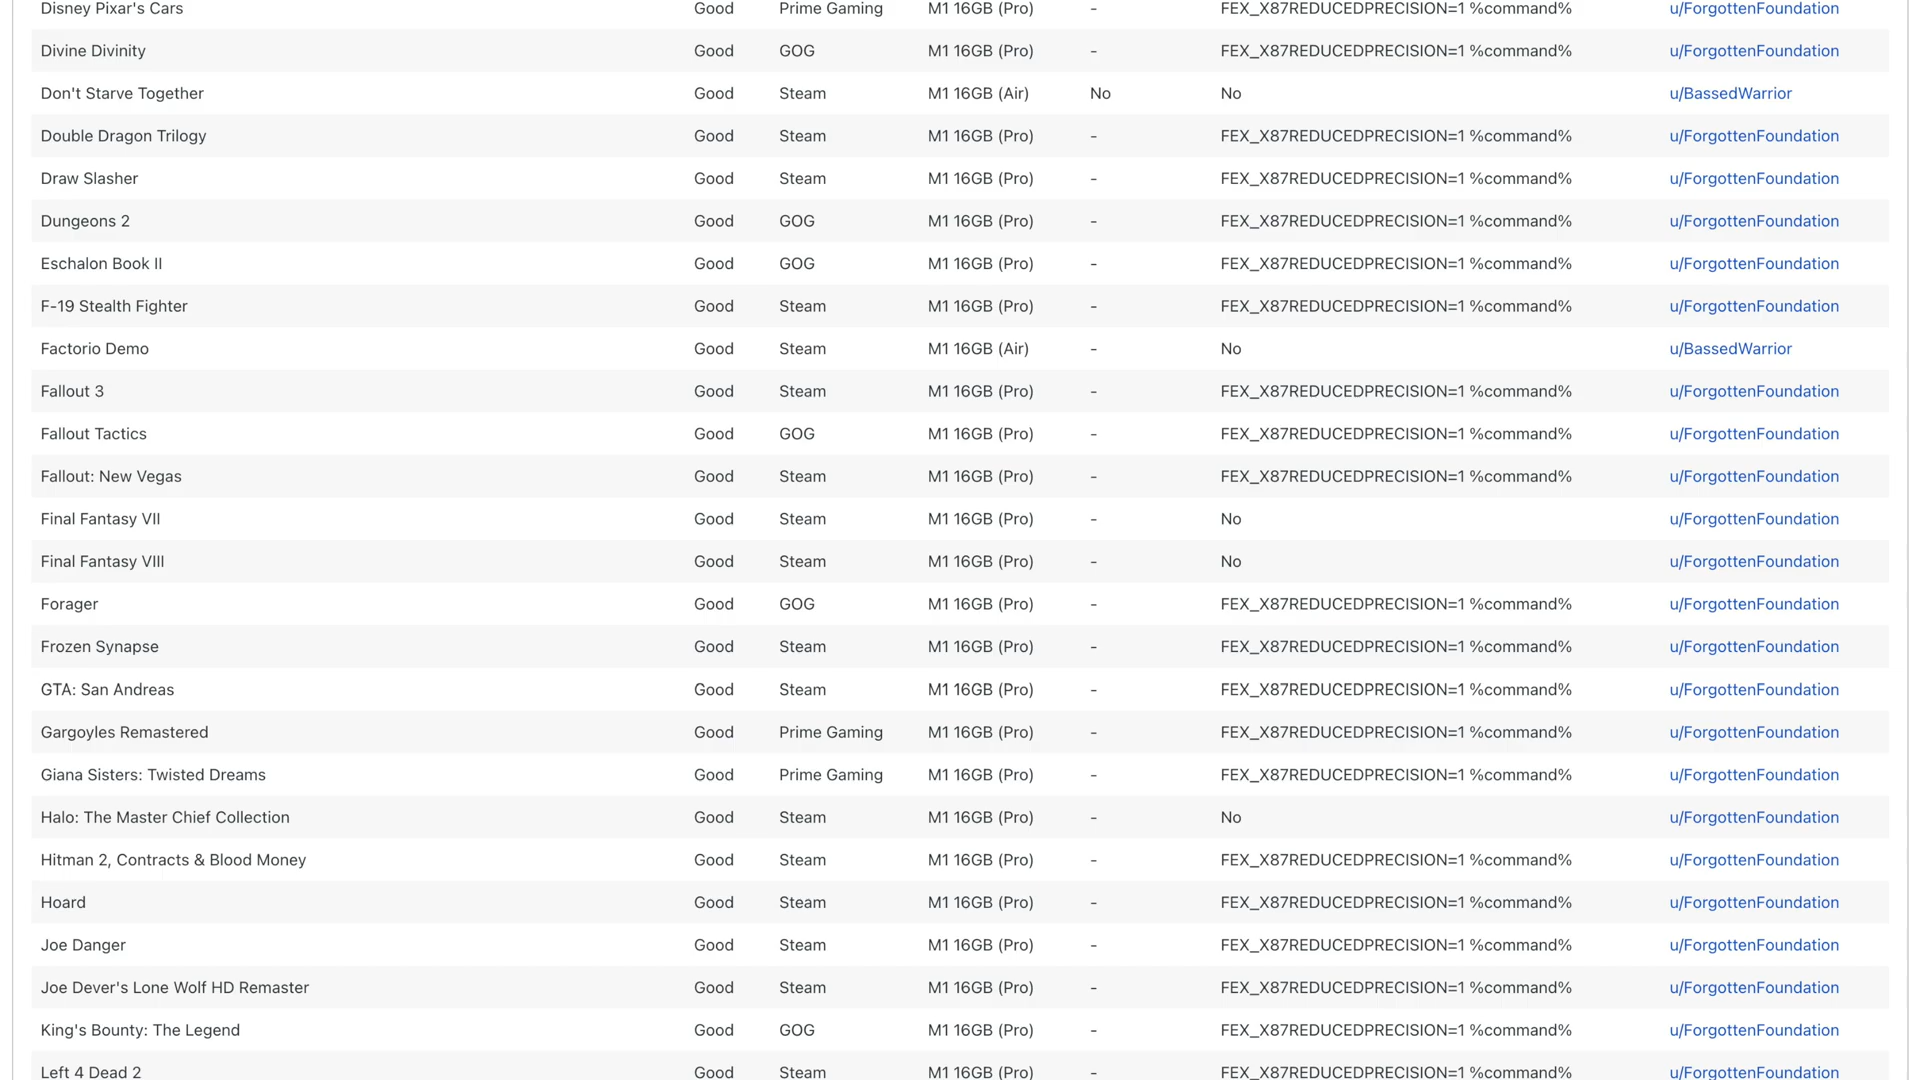 Disney Pixar's Cars Good Prime Gaming M1 16GB (Pro) - FEX_X87REDUCEDPRECISION=1 %command% u/ForgottenFoundation
Divine Divinity Good GOG M1 16GB (Pro) - FEX_X87REDUCEDPRECISION=1 %command% u/ForgottenFoundation
Don't Starve Together Good Steam M1 16GB (Air) No No u/BassedWarrior
Double Dragon Trilogy Good Steam M1 16GB (Pro) - FEX_X87REDUCEDPRECISION=1 %command% u/ForgottenFoundation
Draw Slasher Good Steam M1 16GB (Pro) - FEX_X87REDUCEDPRECISION=1 %command% u/ForgottenFoundation
Dungeons 2 Good GOG M1 16GB (Pro) - FEX_X87REDUCEDPRECISION=1 %command% u/ForgottenFoundation
Eschalon Book II Good GOG M1 16GB (Pro) - FEX_X87REDUCEDPRECISION=1 %command% u/ForgottenFoundation
F-19 Stealth Fighter Good Steam M1 16GB (Pro) - FEX_X87REDUCEDPRECISION=1 %command% u/ForgottenFoundation
Factorio Demo Good Steam M1 16GB (Air) - No u/BassedWarrior
Fallout 3 Good Steam M1 16GB (Pro) - FEX_X87REDUCEDPRECISION=1 %command% u/ForgottenFoundation
Fallout Tactics Good GOG M1 16GB (Pro) - FEX_X87REDUCEDPRECISION=1 %command% u/ForgottenFoundation
Fallout: New Vegas Good Steam M1 16GB (Pro) - FEX_X87REDUCEDPRECISION=1 %command% u/ForgottenFoundation
Final Fantasy VII Good Steam M1 16GB (Pro) - No u/ForgottenFoundation
Final Fantasy VIII Good Steam M1 16GB (Pro) - No u/ForgottenFoundation
Forager Good GOG M1 16GB (Pro) - FEX_X87REDUCEDPRECISION=1 %command% u/ForgottenFoundation
Frozen Synapse Good Steam M1 16GB (Pro) - FEX_X87REDUCEDPRECISION=1 %command% u/ForgottenFoundation
GTA: San Andreas Good Steam M1 16GB (Pro) - FEX_X87REDUCEDPRECISION=1 %command% u/ForgottenFoundation
Gargoyles Remastered Good Prime Gaming M1 16GB (Pro) - FEX_X87REDUCEDPRECISION=1 %command% u/ForgottenFoundation
Giana Sisters: Twisted Dreams Good Prime Gaming M1 16GB (Pro) - FEX_X87REDUCEDPRECISION=1 %command% u/ForgottenFoundation
Halo: The Master Chief Collection Good Steam M1 16GB (Pro) - No u/ForgottenFoundation
Hitman 2, Contracts & Blood Money Good Steam M1 16GB (Pro) - FEX_X87REDUCEDPRECISION=1 %command% u/ForgottenFoundation
Hoard Good Steam M1 16GB (Pro) - FEX_X87REDUCEDPRECISION=1 %command% u/ForgottenFoundation
Joe Danger Good Steam M1 16GB (Pro) - FEX_X87REDUCEDPRECISION=1 %command% u/ForgottenFoundation
Joe Dever's Lone Wolf HD Remaster Good Steam M1 16GB (Pro) - FEX_X87REDUCEDPRECISION=1 %command% u/ForgottenFoundation
King's Bounty: The Legend Good GOG M1 16GB (Pro) - FEX_X87REDUCEDPRECISION=1 %command% u/ForgottenFoundation
Left 4 Dead 2 Good Steam M1 16GB (Pro) - FEX_X87REDUCEDPRECISION=1 %command% u/ForgottenFoundation